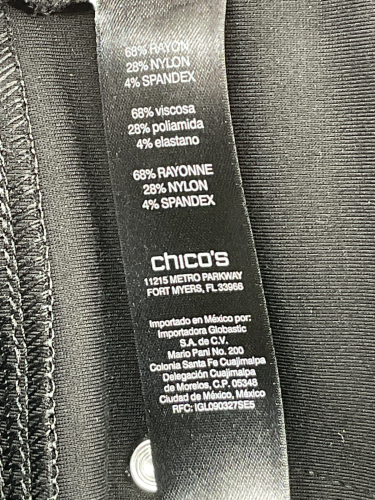 68% RAYON
28% NYLON
4% SPANDEX
68% viscosa
28% poliamida
4% elastano
68% RAYONNE
28% NYLON
4% SPANDEX
chico's
11215 METRO PARKWAY
FORT MYERS, FL 33966
Importado en México por:
Importadora Globastic
S.A. de C.V.
Mario Pani No. 200
Colonia Santa Fe Cuajimalpa
Delegación Cuajimalpa
de Morelos, C.P. 05348
Ciudad de México, México
RFC: IGL090327SE5